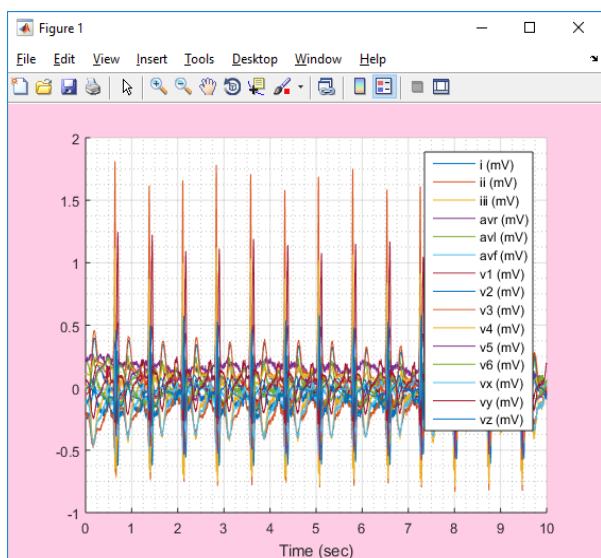 Figure 1
File Edit View Insert Tools Desktop Window Help
2
1.5
1
0.5
0
-0.5
-1
i (mV)
ii (mV)
iii (mV)
avr (mV)
avl (mV)
avf (mV)
v1 (mV)
v2 (mV)
v3 (mV)
v4 (mV)
v5 (mV)
v6 (mV)
vx (mV)
vy (mV)
vz (mV)
0 1 2 3 4 5 6 7 8 9 10
Time (sec)